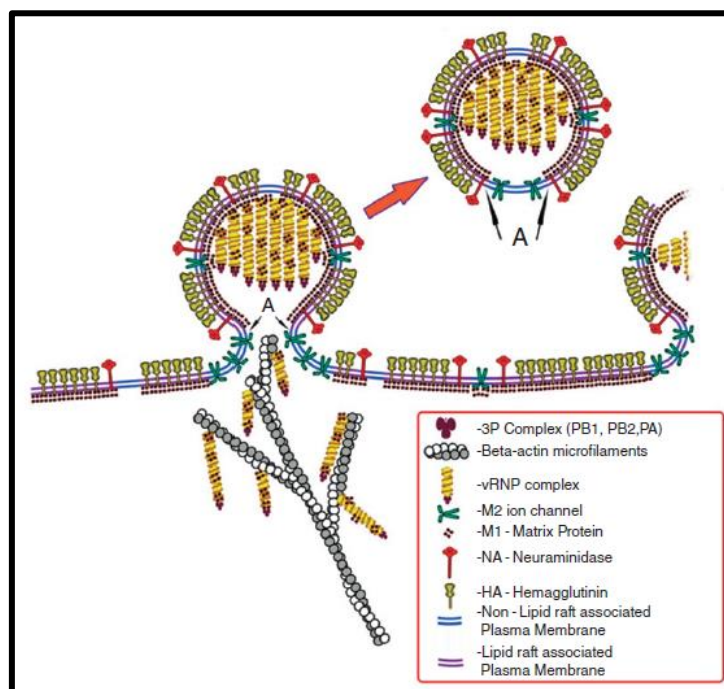 A
A
-3P Complex (PB1, PB2,PA)
-Beta-actin microfilaments
-vRNP complex
-M2 ion channel
-M1 - Matrix Protein
-NA - Neuraminidase
-HA - Hemagglutinin
-Non - Lipid raft associated
Plasma Membrane
-Lipid raft associated
Plasma Membrane